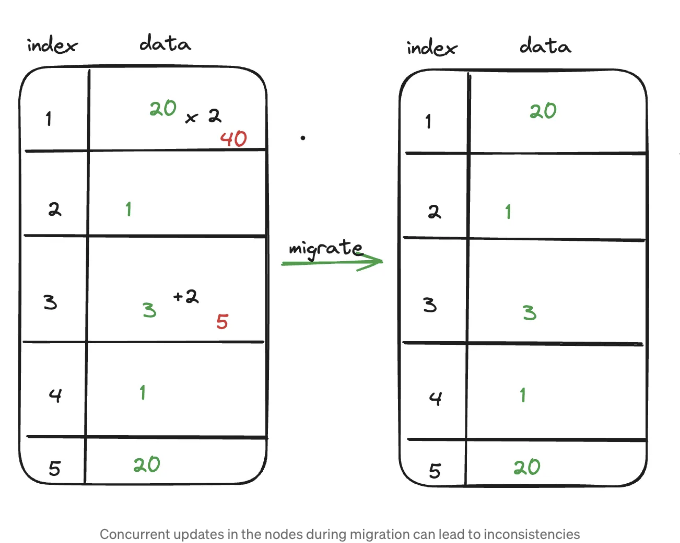 index data
1 20 x 2
40
2 1
3 3 +2
5
4 1
5 20
migrate
index data
1 20
2 1
3 3
4 1
5 20
Concurrent updates in the nodes during migration can lead to inconsistencies